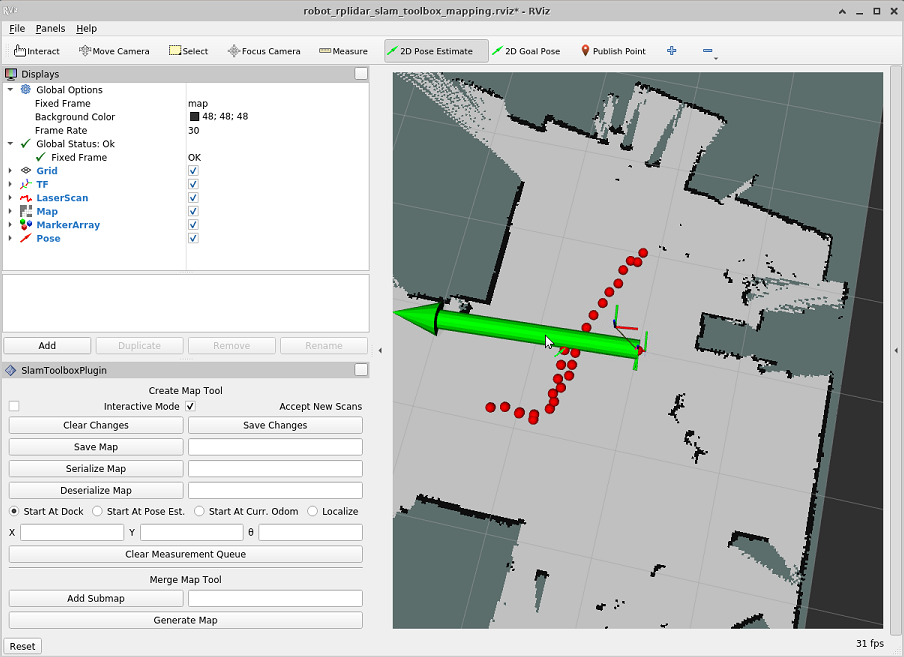 robot_rplidar_slam_toolbox_mapping.rviz* - RViz
File Panels Help
Interact Move Camera Select Focus Camera Measure 2D Pose Estimate 2D Goal Pose Publish Point
Displays
Global Options
Fixed Frame map
Background Color 48; 48; 48
Frame Rate 30
Global Status: Ok
Fixed Frame OK
Grid
TF
LaserScan
Map
MarkerArray
Pose
Add Duplicate Remove Rename
SlamToolboxPlugin
Create Map Tool
Interactive Mode Accept New Scans
Clear Changes Save Changes
Save Map
Serialize Map
Deserialize Map
Start At Dock Start At Pose Est. Start At Curr. Odom Localize
X Y θ
Clear Measurement Queue
Merge Map Tool
Add Submap
Generate Map
Reset 31 fps